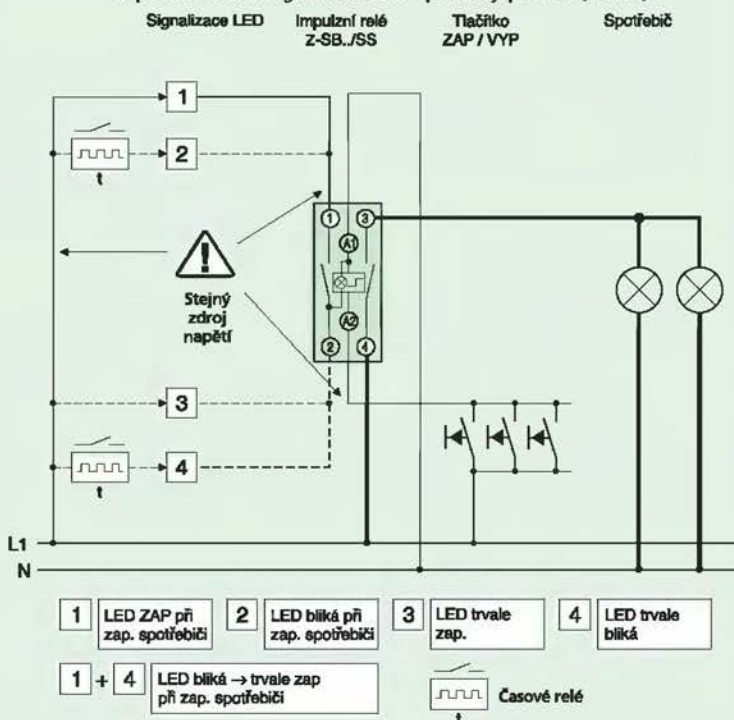 Signalizace LED
Impulzní relé
Z-SB../SS
Tlačítko
ZAP / VYP
Spotřebič
1
2
t
1
3
A1
A2
2
4
Stejný
zdroj
napětí
3
4
t
L1
N
1 LED ZAP při
zap. spotřebiči
2 LED bliká při
zap. spotřebiči
3 LED trvale
zap.
4 LED trvale
bliká
1 + 4 LED bliká → trvale zap
při zap. spotřebiči
Časové relé
t